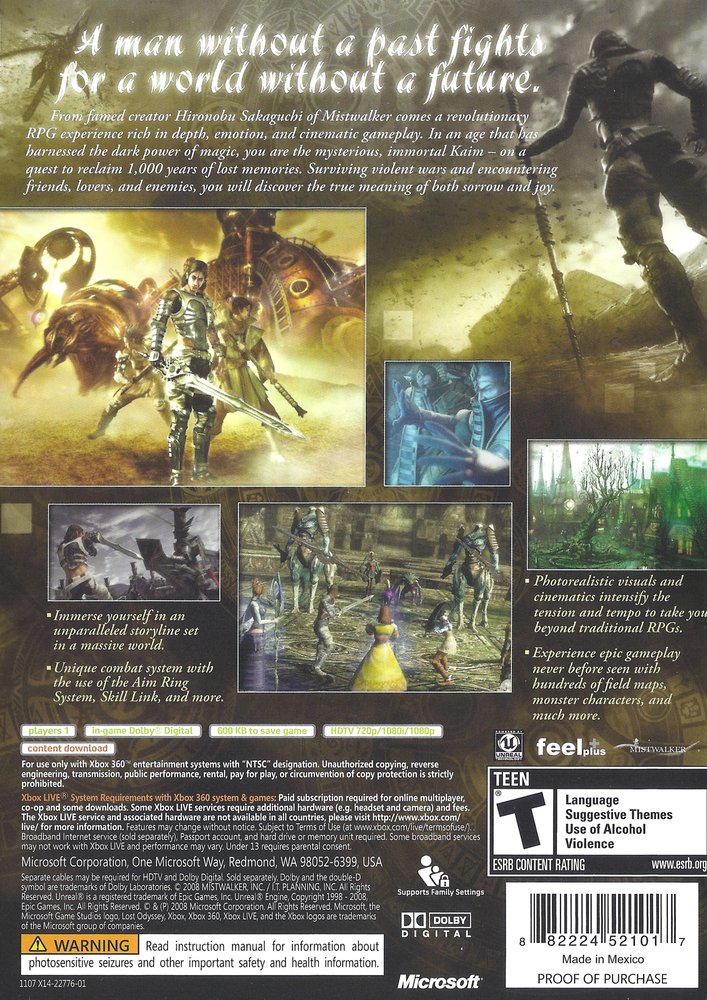 A man without a past fights
for a world without a future.
From famed creator Hironobu Sakaguchi of Mistwalker comes a revolutionary
RPG experience rich in depth, emotion, and cinematic gameplay. In an age that has
harnessed the dark power of magic, you are the mysterious, immortal Kaim – on a
quest to reclaim 1,000 years of lost memories. Surviving violent wars and encountering
friends, lovers, and enemies, you will discover the true meaning of both sorrow and joy.
▪ Immerse yourself in an
unparalleled storyline set
in a massive world.
▪ Unique combat system with
the use of the Aim Ring
System, Skill Link, and more.
▪ Photorealistic visuals and
cinematics intensify the
tension and tempo to take you
beyond traditional RPGs.
▪ Experience epic gameplay
never before seen with
hundreds of field maps,
monster characters, and
much more.
players 1 in-game Dolby® Digital 600 KB to save game HDTV 720p/1080i/1080p
content download
POWERED BY
UNREAL
feelplus
MISTWALKER
For use only with Xbox 360™ entertainment systems with "NTSC" designation. Unauthorized copying, reverse
engineering, transmission, public performance, rental, pay for play, or circumvention of copy protection is strictly
prohibited.
Xbox LIVE® System Requirements with Xbox 360 system & games: Paid subscription required for online multiplayer,
co-op and some downloads. Some Xbox LIVE services require additional hardware (e.g. headset and camera) and fees.
The Xbox LIVE service and associated hardware are not available in all countries, please visit http://www.xbox.com/
live/ for more information. Features may change without notice. Subject to Terms of Use (at www.xbox.com/live/termsofuse/).
Broadband Internet service (sold separately), Passport account, and hard drive or memory unit required. Some broadband services
may not work with Xbox LIVE and performance may vary. Under 13 requires parental consent.
Microsoft Corporation, One Microsoft Way, Redmond, WA 98052-6399, USA
Separate cables may be required for HDTV and Dolby Digital. Sold separately. Dolby and the double-D
symbol are trademarks of Dolby Laboratories. © 2008 MISTWALKER, INC. / I.T. PLANNING, INC. All Rights
Reserved. Unreal® is a registered trademark of Epic Games, Inc. Unreal® Engine, Copyright 1998 - 2008,
Epic Games, Inc. All Rights Reserved. © & (P) 2008 Microsoft Corporation. All Rights Reserved. Microsoft, the
Microsoft Game Studios logo, Lost Odyssey, Xbox, Xbox 360, Xbox LIVE, and the Xbox logos are trademarks
of the Microsoft group of companies.
WARNING Read instruction manual for information about
photosensitive seizures and other important safety and health information.
1107 X14-22776-01
Supports Family Settings
DOLBY
DIGITAL
Microsoft®
TEEN
T
®
Language
Suggestive Themes
Use of Alcohol
Violence
ESRB CONTENT RATING www.esrb.org
8 82224 52101 7
Made in Mexico
PROOF OF PURCHASE